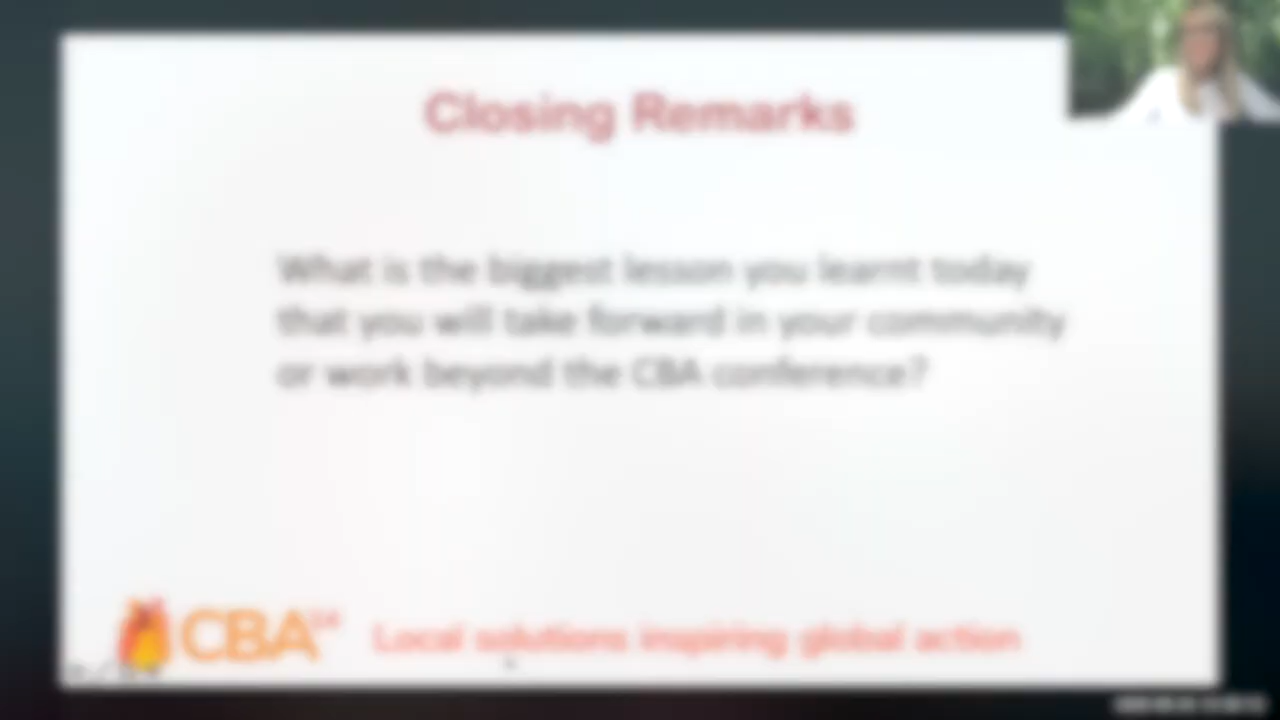 Closing Remarks
What is the biggest lesson you learnt today
that you will take forward in your community
or work beyond the CBA conference?
CBA
Local solutions inspiring global action